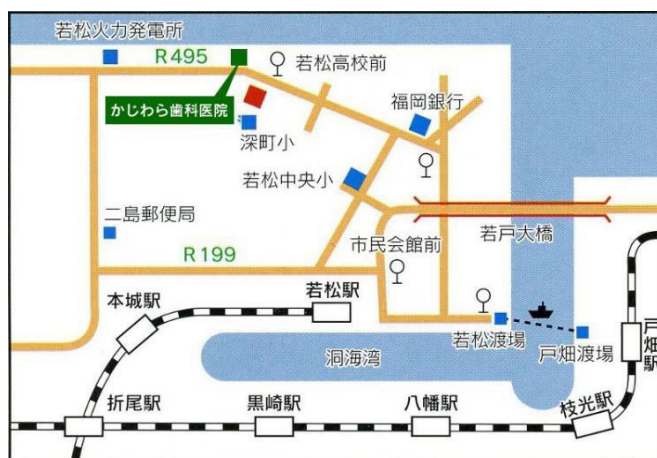 若松火力発電所
R495
若松高校前
かじわら歯科医院
福岡銀行
深町小
若松中央小
二島郵便局
若戸大橋
市民会館前
R199
若松駅
本城駅
若松渡場
戸畑渡場
戸畑駅
洞海湾
折尾駅
黒崎駅
八幡駅
枝光駅